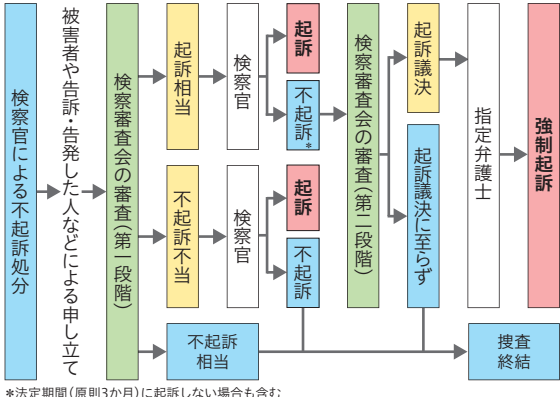 検察官による不起訴処分
被害者や告訴・告発した人などによる申し立て
検察審査会の審査(第一段階)
起訴相当
検察官
起訴
不起訴*
不起訴不当
検察官
起訴
不起訴
不起訴
相当
検察審査会の審査(第二段階)
起訴議決
起訴議決に至らず
指定弁護士
強制起訴
捜査
終結
*法定期間(原則3か月)に起訴しない場合も含む